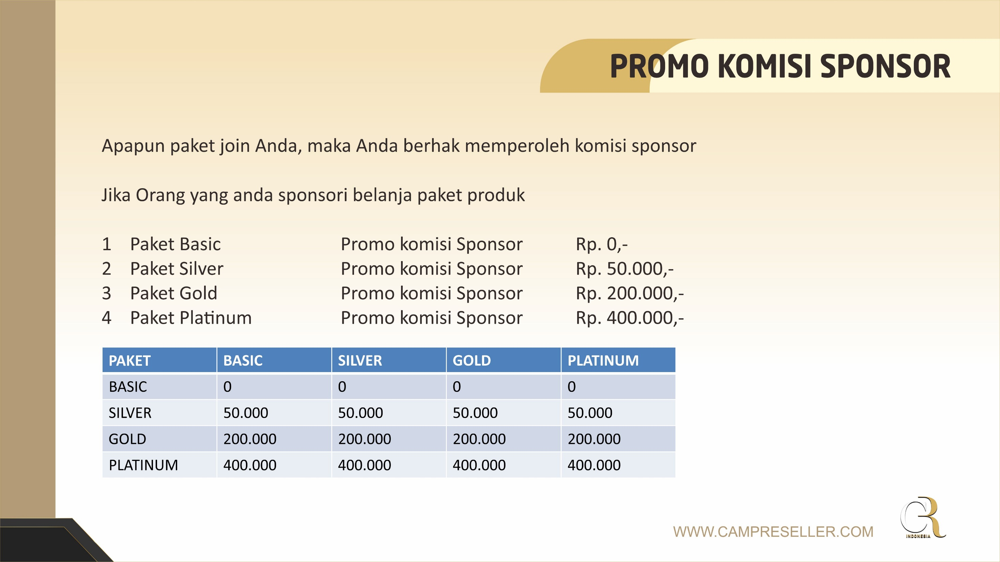 PROMO KOMISI SPONSOR
Apapun paket join Anda, maka Anda berhak memperoleh komisi sponsor
Jika Orang yang anda sponsori belanja paket produk
1 Paket Basic Promo komisi Sponsor Rp. 0,-
2 Paket Silver Promo komisi Sponsor Rp. 50.000,-
3 Paket Gold Promo komisi Sponsor Rp. 200.000,-
4 Paket Platinum Promo komisi Sponsor Rp. 400.000,-
PAKET BASIC SILVER GOLD PLATINUM
BASIC 0 0 0 0
SILVER 50.000 50.000 50.000 50.000
GOLD 200.000 200.000 200.000 200.000
PLATINUM 400.000 400.000 400.000 400.000
WWW.CAMPRESELLER.COM
CR
INDONESIA